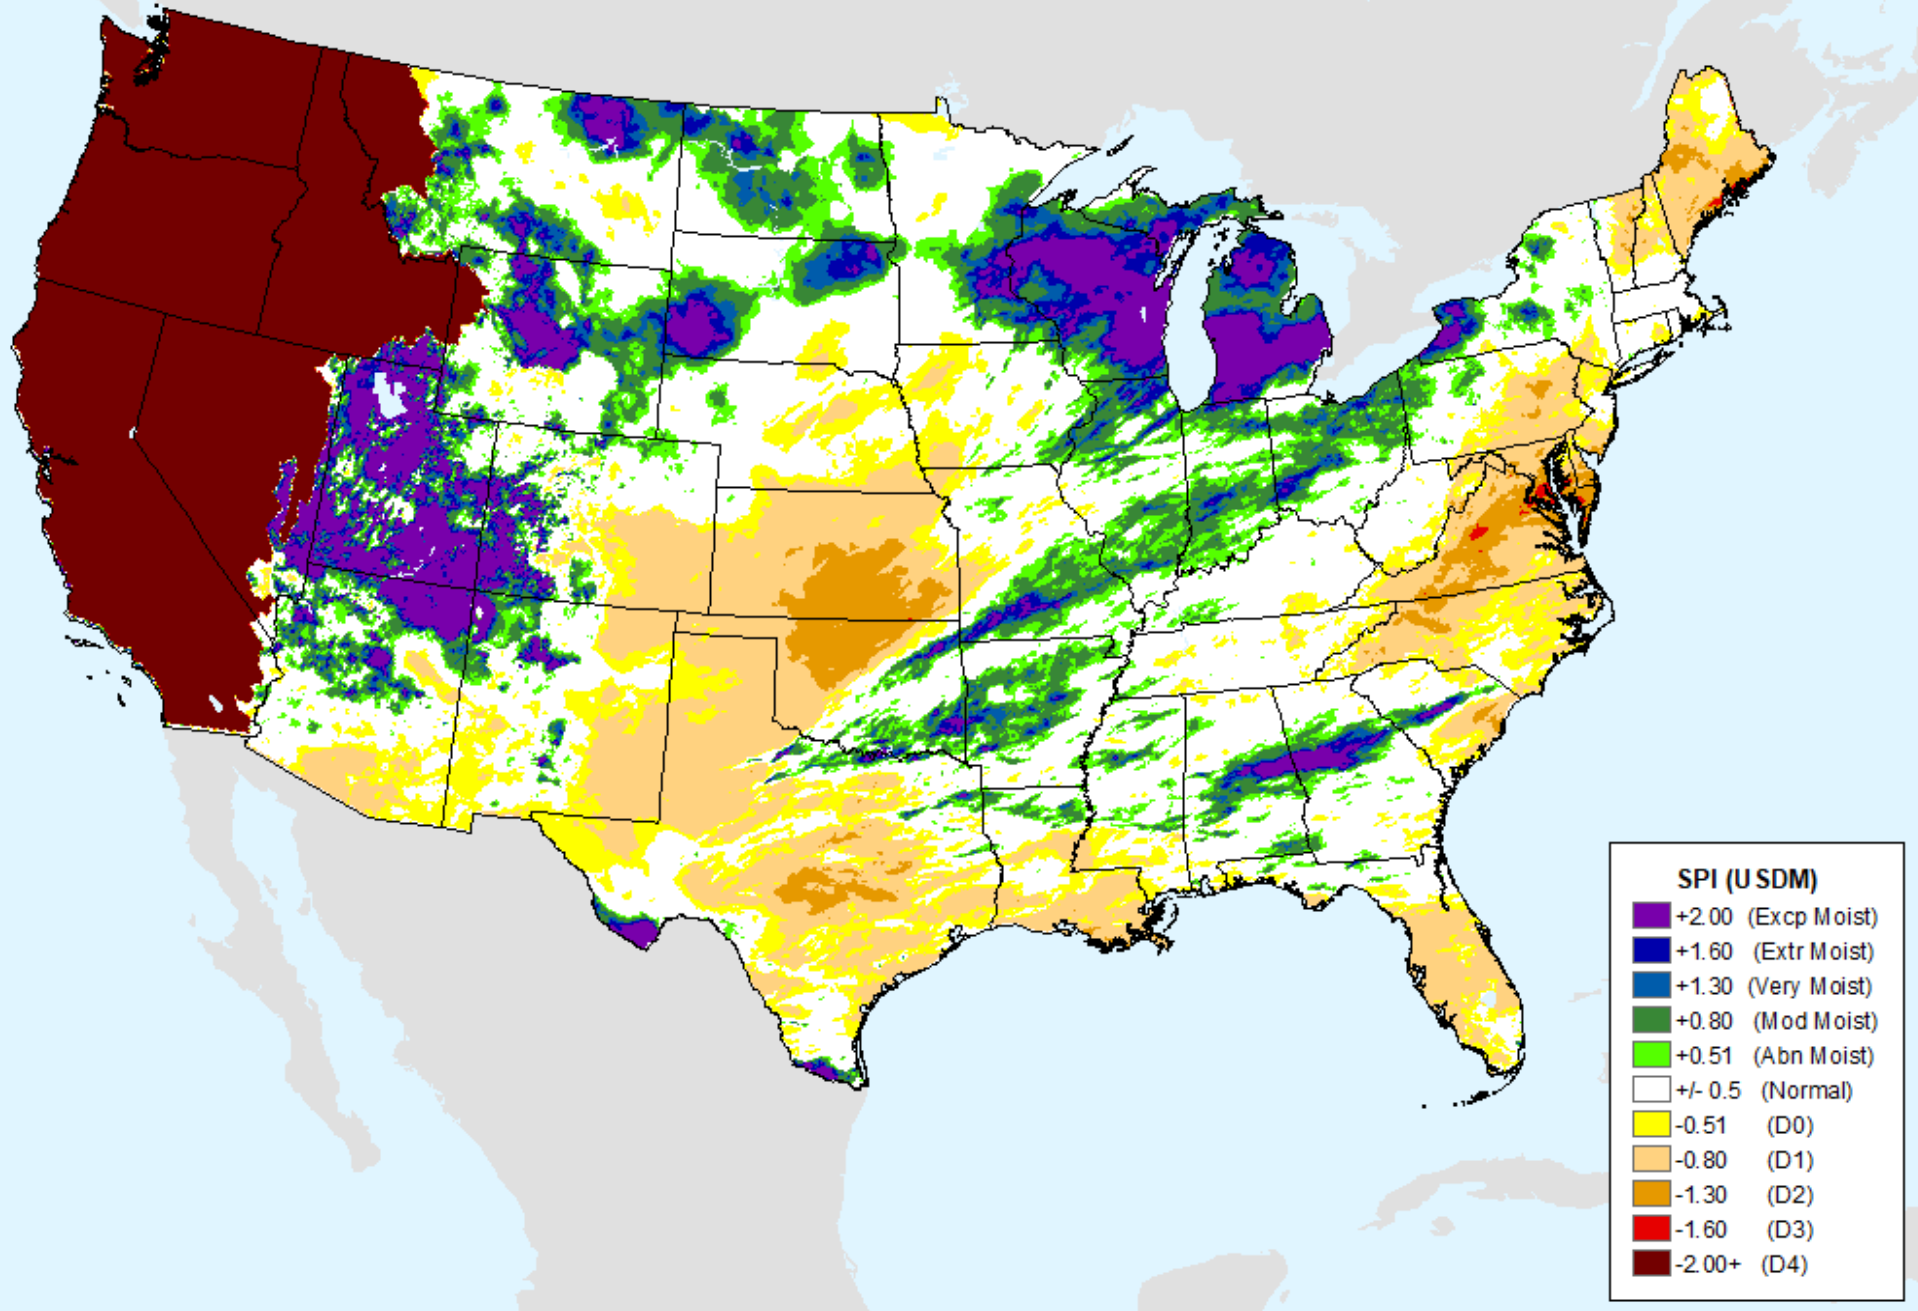 SPI (USDM)
+2.00 (Excp Moist)
+1.60 (Extr Moist)
+1.30 (Very Moist)
+0.80 (Mod Moist)
+0.51 (Abn Moist)
+/- 0.5 (Normal)
-0.51 (D0)
-0.80 (D1)
-1.30 (D2)
-1.60 (D3)
-2.00+ (D4)